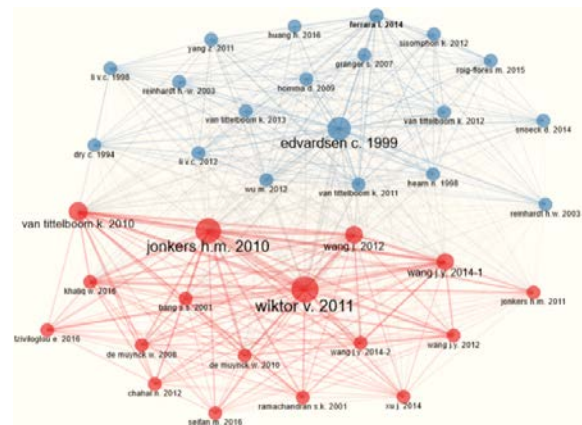 ferrara l. 2014
huang h. 2016
sisomphon k. 2012
yang z. 2011
granger s. 2007
roig-flores m. 2015
li v.c. 1998
homma d. 2009
reinhardt h.-w. 2003
van tittelboom k. 2013
van tittelboom k. 2012
snoeck d. 2014
edvardsen c. 1999
dry c. 1994
li v.c. 2012
hearn n. 1998
wu m. 2012
van tittelboom k. 2011
reinhardt h.w. 2003
van tittelboom k. 2010
jonkers h.m. 2010
wang j. 2012
wang j.y. 2014-1
khaliq w. 2016
wiktor v. 2011
jonkers h.m. 2011
bang s.s. 2001
tziviloglou e. 2016
wang j.y. 2012
de muynck w. 2008
wang j.y. 2014-2
de muynck w. 2010
chahal n. 2012
ramachandran s.k. 2001
xu j. 2014
seifan m. 2016